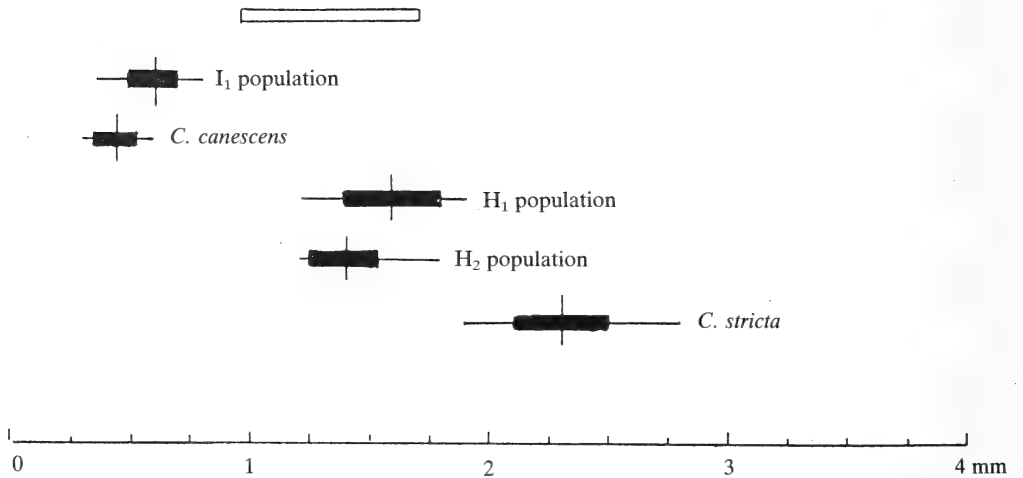 I₁ population
C. canescens
H₁ population
H₂ population
C. stricta
0 1 2 3 4 mm